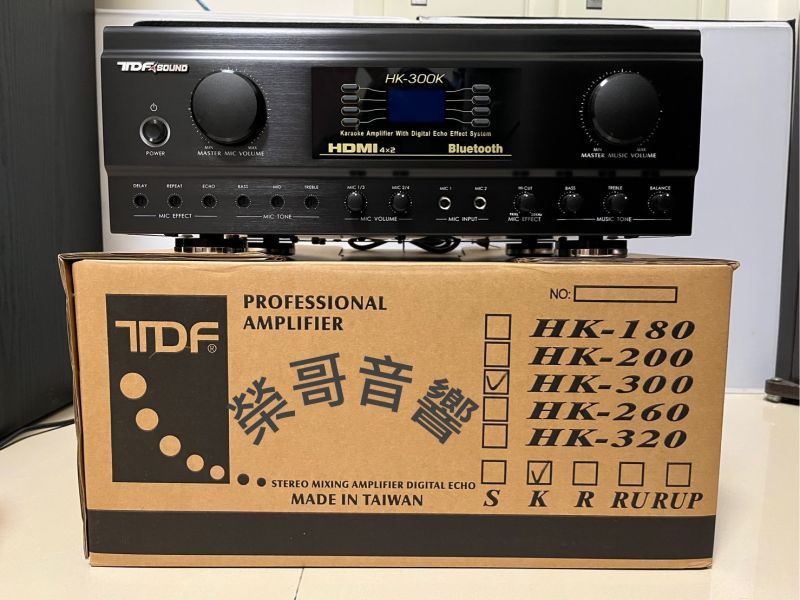 TDF SOUND
HK-300K
POWER
MIN MAX
MASTER MIC VOLUME
Karaoke Amplifier With Digital Echo Effect System
HDMI 4×2 Bluetooth
MIN MAX
MASTER MUSIC VOLUME
DELAY REPEAT ECHO BASS MID TREBLE MIC 1/3 MIC 2/4 MIC 1 MIC 2 HI-CUT BASS TREBLE BALANCE
MIC EFFECT MIC TONE MIC VOLUME MIC INPUT MIC EFFECT MUSIC TONE
TDF®
PROFESSIONAL
AMPLIFIER
NO:
HK-180
HK-200
HK-300
HK-260
HK-320
榮哥音響
S K R RU RUP
STEREO MIXING AMPLIFIER DIGITAL ECHO
MADE IN TAIWAN